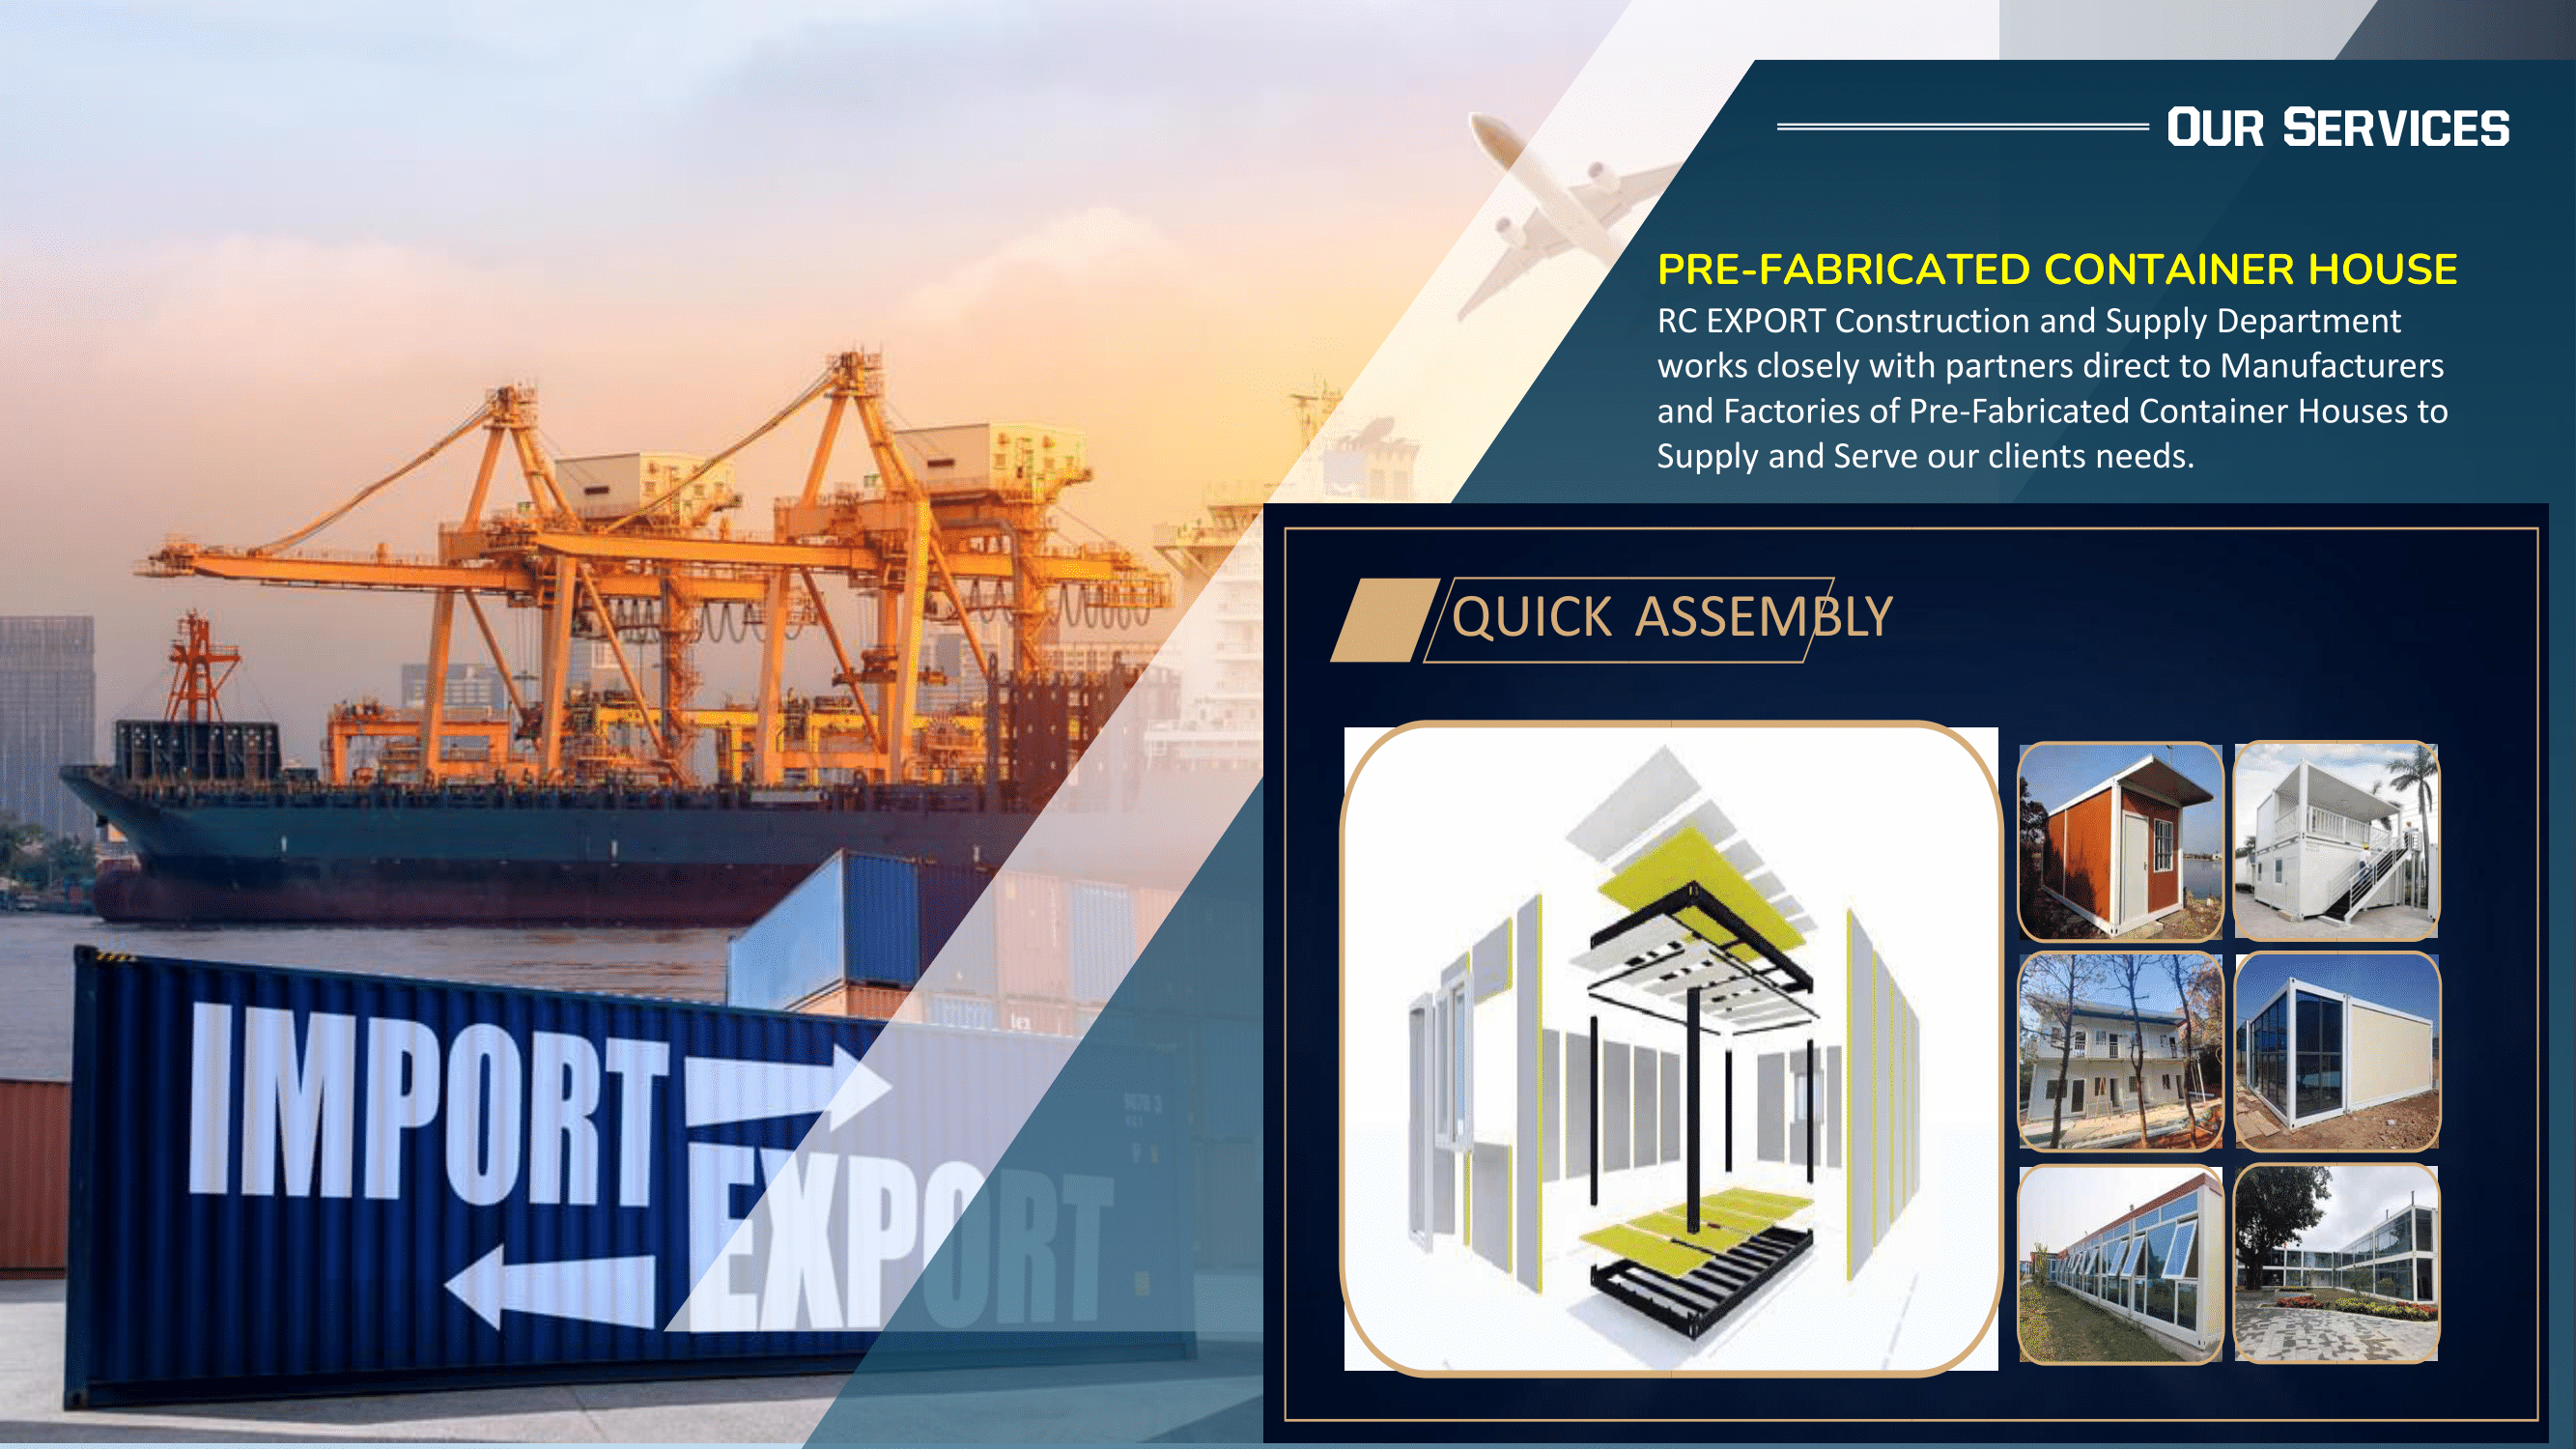 OUR SERVICES
PRE-FABRICATED CONTAINER HOUSE
RC EXPORT Construction and Supply Department
works closely with partners direct to Manufacturers
and Factories of Pre-Fabricated Container Houses to
Supply and Serve our clients needs.
QUICK ASSEMBLY
IMPORT
EXPORT
tex